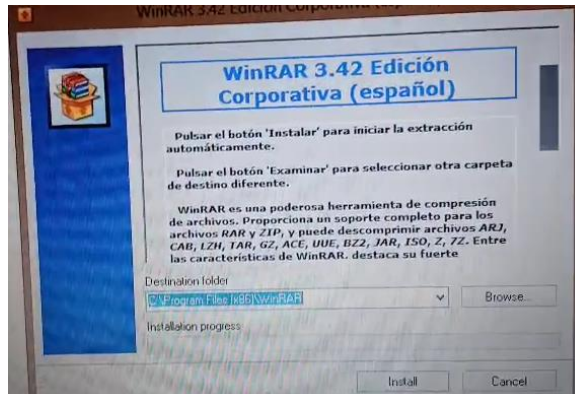 WinRAR 3.42 Edición
WinRAR 3.42 Edición
Corporativa (español)
Pulsar el botón 'Instalar' para iniciar la extracción
automáticamente.
Pulsar el botón 'Examinar' para seleccionar otra carpeta
de destino diferente.
WinRAR es una poderosa herramienta de compresión
de archivos. Proporciona un soporte completo para los
archivos RAR y ZIP, y puede descomprimir archivos ARJ,
CAB, LZH, TAR, GZ, ACE, UUE, BZ2, JAR, ISO, Z, 7Z. Entre
las características de WinRAR, destaca su fuerte
Destination folder
C:\Program Files (x86)\WinRAR
Browse...
Installation progress
Install
Cancel